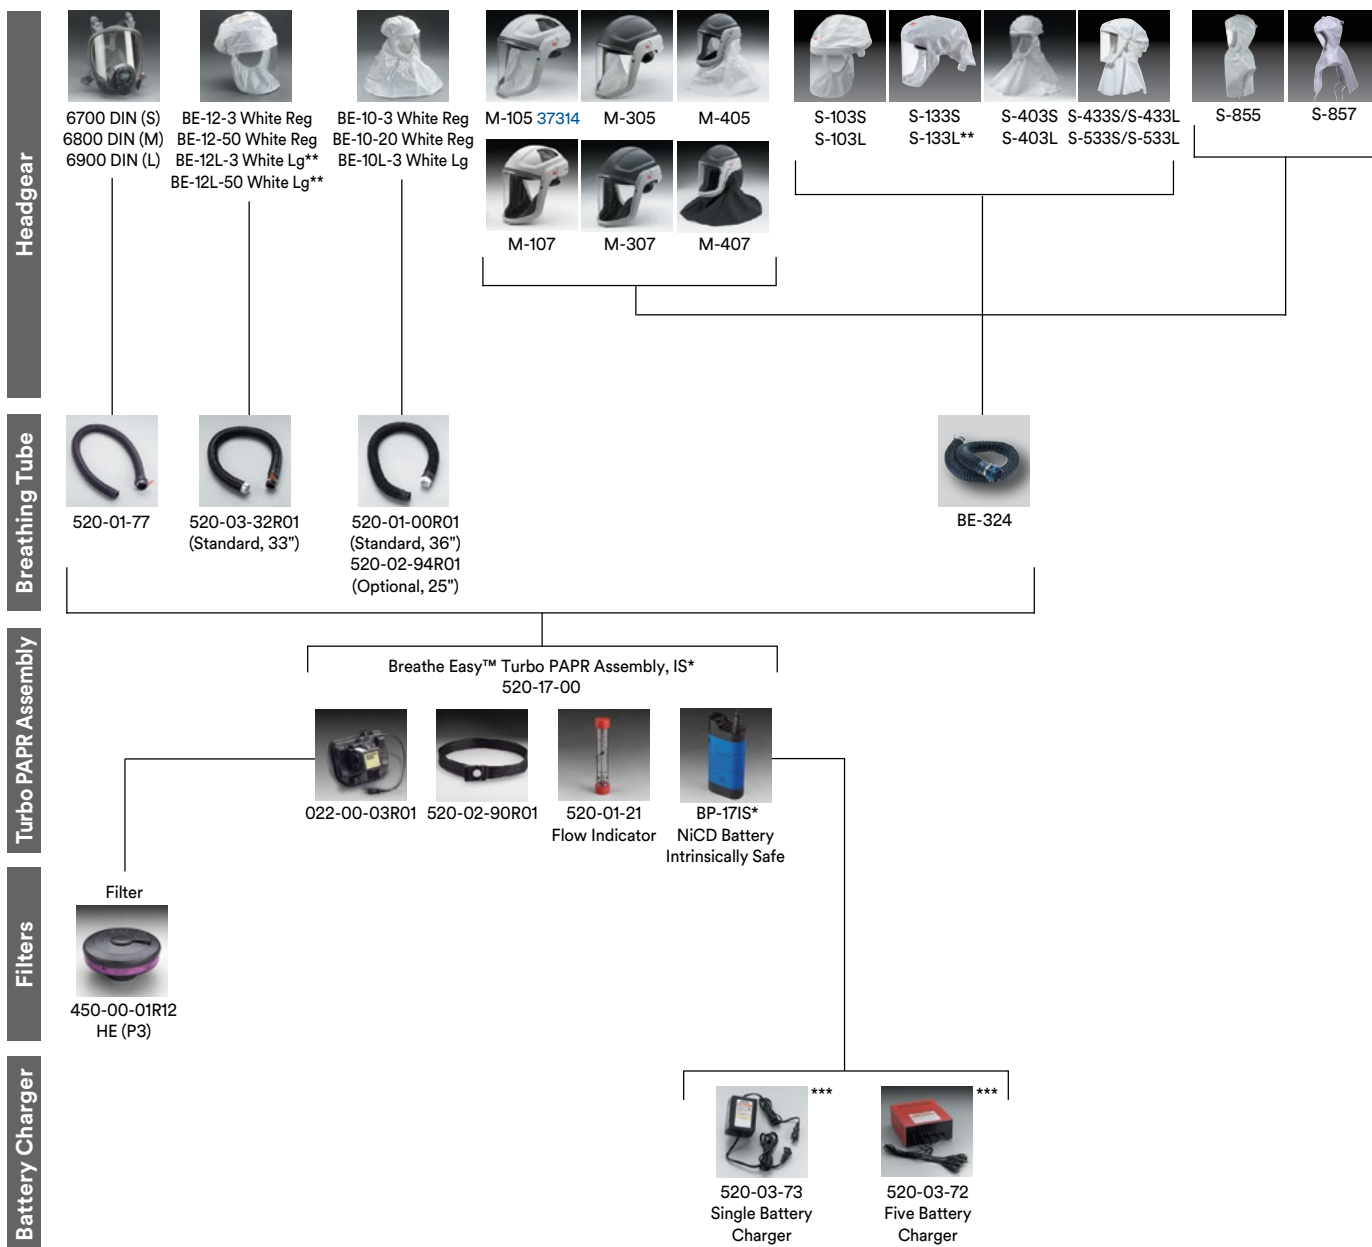 Headgear
6700 DIN (S)
6800 DIN (M)
6900 DIN (L)
BE-12-3 White Reg
BE-12-50 White Reg
BE-12L-3 White Lg**
BE-12L-50 White Lg**
BE-10-3 White Reg
BE-10-20 White Reg
BE-10L-3 White Lg
M-105 37314
M-305
M-405
M-107
M-307
M-407
S-103S
S-103L
S-133S
S-133L**
S-403S
S-403L
S-433S/S-433L
S-533S/S-533L
S-855
S-857
Breathing Tube
520-01-77
520-03-32R01
(Standard, 33")
520-01-00R01
(Standard, 36")
520-02-94R01
(Optional, 25")
BE-324
Turbo PAPR Assembly
Breathe Easy™ Turbo PAPR Assembly, IS*
520-17-00
022-00-03R01
520-02-90R01
520-01-21
Flow Indicator
BP-17IS*
NiCD Battery
Intrinsically Safe
Filters
Filter
450-00-01R12
HE (P3)
Battery Charger
***
520-03-73
Single Battery
Charger
***
520-03-72
Five Battery
Charger